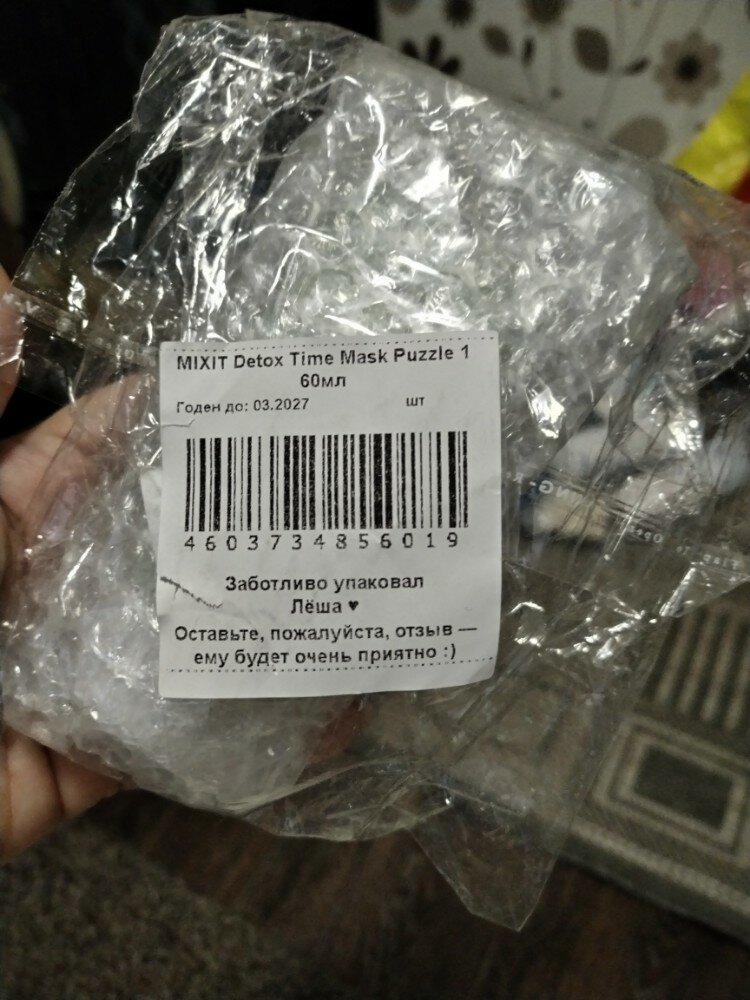 MIXIT Detox Time Mask Puzzle 1
60мл
Годен до: 03.2027 шт
4603734856019
Заботливо упаковал
Лёша ♥
Оставьте, пожалуйста, отзыв —
ему будет очень приятно :)